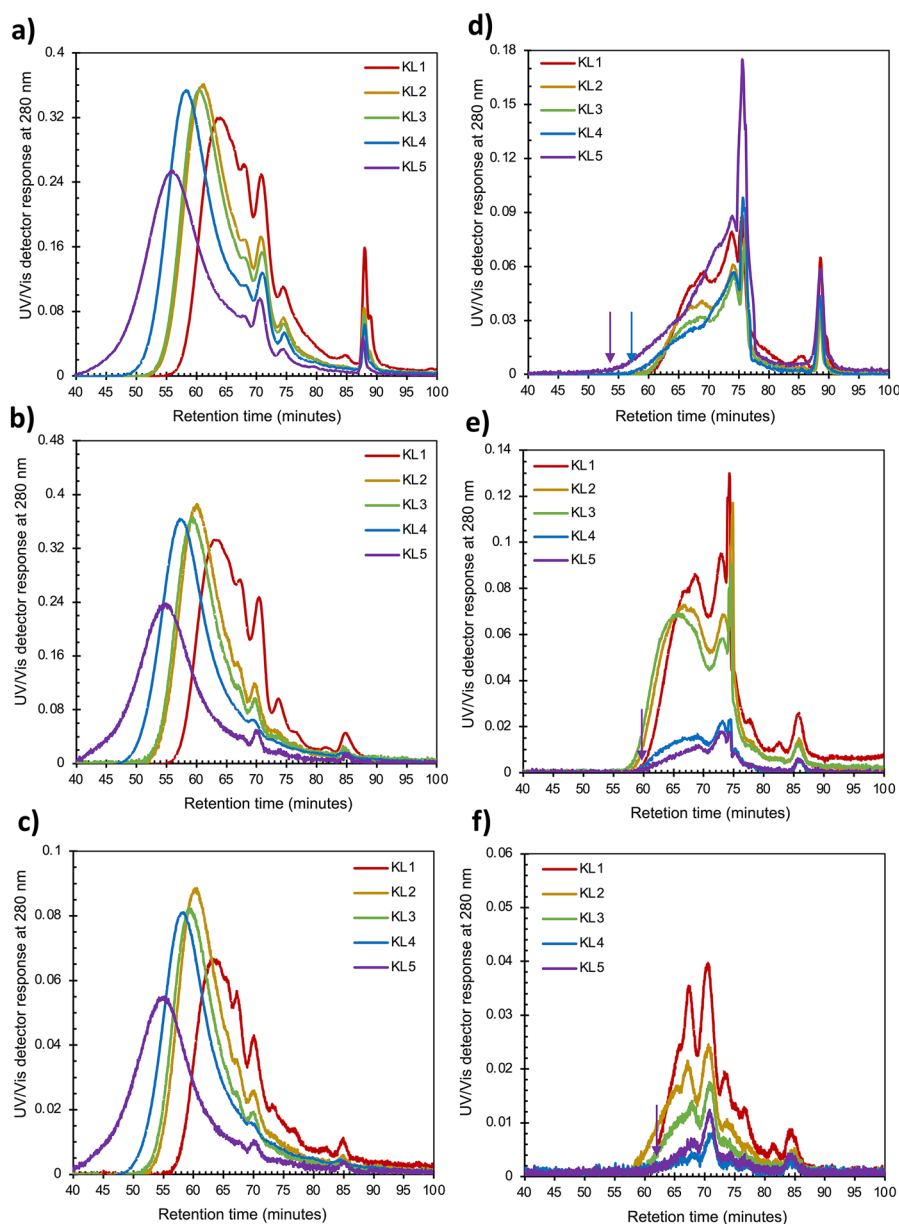 a)
UV/Vis detector response at 280 nm
0.4
0.36
0.24
0.16
0.08
0
40 45 50 55 60 65 70 75 80 85 90 95 100
Retention time (minutes)
KL1
KL2
KL3
KL4
KL5
b)
UV/Vis detector response at 280 nm
0.48
0.4
0.36
0.24
0.16
0.08
0
40 45 50 55 60 65 70 75 80 85 90 95 100
Retention time (minutes)
KL1
KL2
KL3
KL4
KL5
c)
UV/Vis detector response at 280 nm
0.1
0.08
0.06
0.04
0.02
0
40 45 50 55 60 65 70 75 80 85 90 95 100
Retention time (minutes)
KL1
KL2
KL3
KL4
KL5
d)
UV/Vis detector response at 280 nm
0.18
0.15
0.12
0.09
0.06
0.03
0
40 45 50 55 60 65 70 75 80 85 90 95 100
Retetion time (minutes)
KL1
KL2
KL3
KL4
KL5
e)
UV/Vis detector response at 280 nm
0.14
0.12
0.1
0.08
0.06
0.04
0.02
0
40 45 50 55 60 65 70 75 80 85 90 95 100
Retetion time (minutes)
KL1
KL2
KL3
KL4
KL5
f)
UV/Vis detector response at 280 nm
0.06
0.05
0.04
0.03
0.02
0.01
0
40 45 50 55 60 65 70 75 80 85 90 95 100
Retetion time (minutes)
KL1
KL2
KL3
KL4
KL5